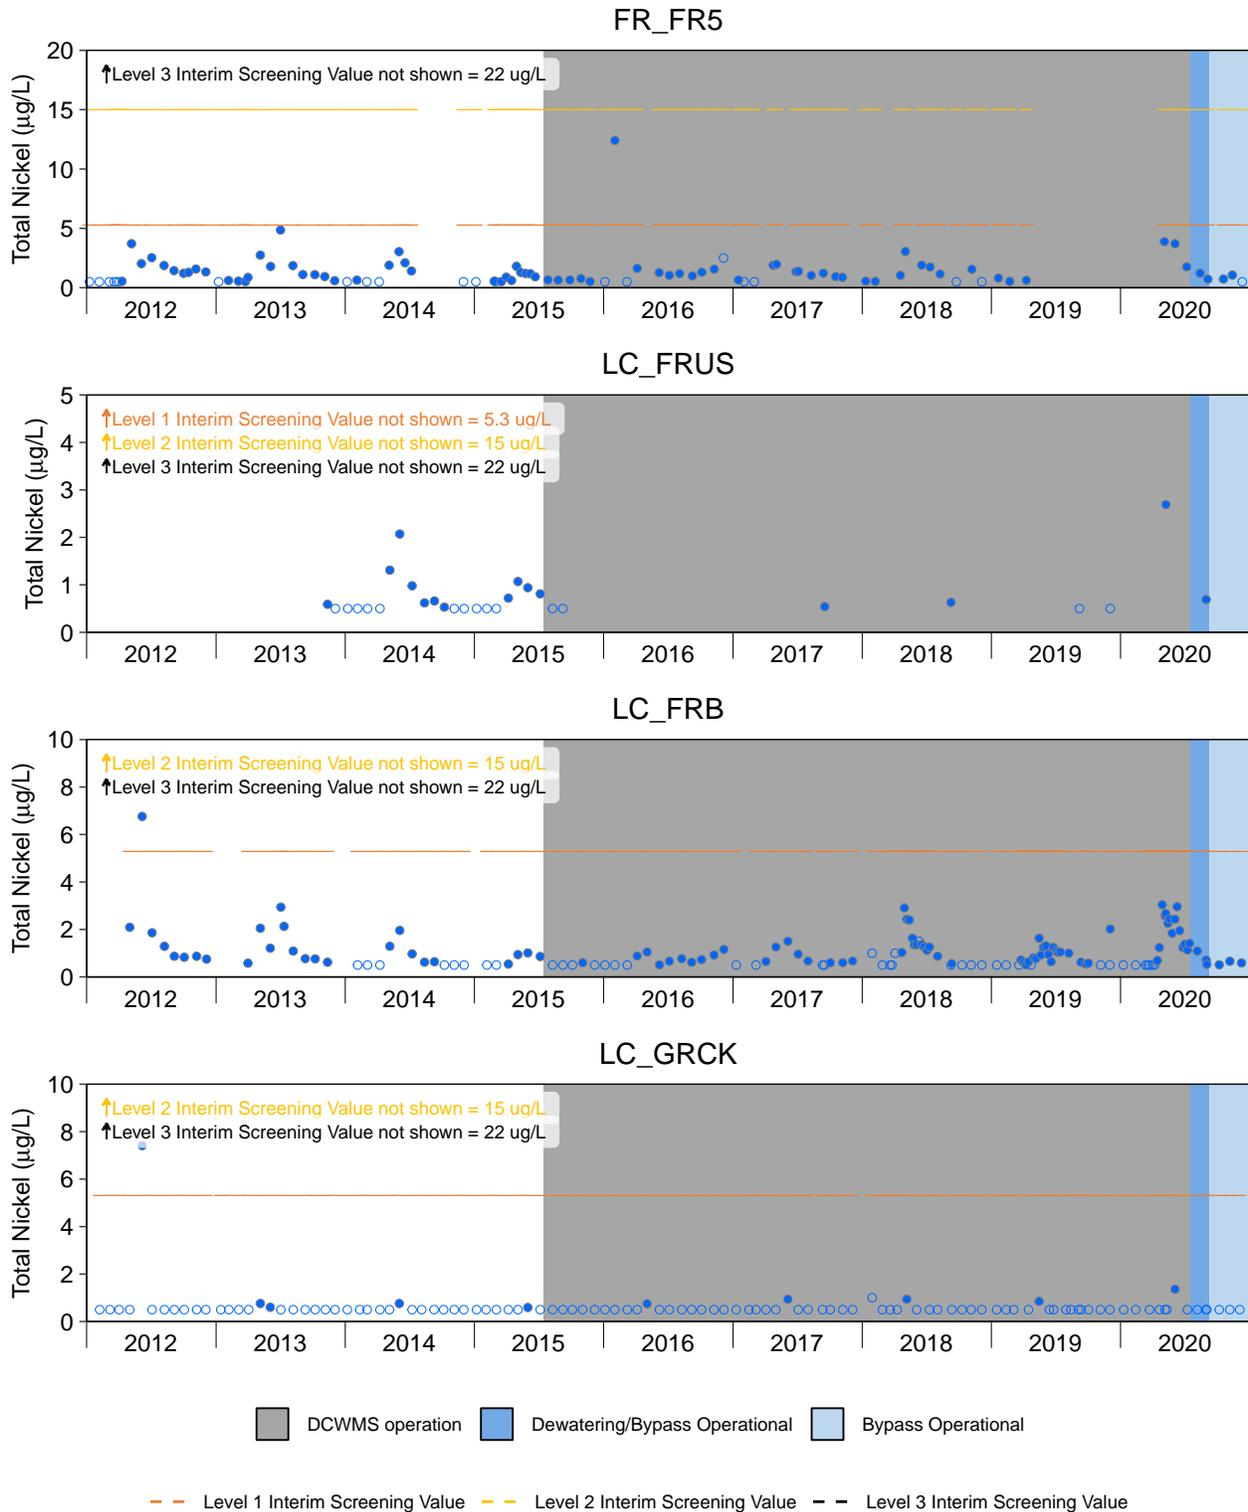 FR_FR5
20
15
10
5
0
Total Nickel (µg/L)
↑Level 3 Interim Screening Value not shown = 22 ug/L
2012 2013 2014 2015 2016 2017 2018 2019 2020
LC_FRUS
5
4
3
2
1
0
Total Nickel (µg/L)
↑Level 1 Interim Screening Value not shown = 5.3 ug/L
↑Level 2 Interim Screening Value not shown = 15 ug/L
↑Level 3 Interim Screening Value not shown = 22 ug/L
2012 2013 2014 2015 2016 2017 2018 2019 2020
LC_FRB
10
8
6
4
2
0
Total Nickel (µg/L)
↑Level 2 Interim Screening Value not shown = 15 ug/L
↑Level 3 Interim Screening Value not shown = 22 ug/L
2012 2013 2014 2015 2016 2017 2018 2019 2020
LC_GRCK
10
8
6
4
2
0
Total Nickel (µg/L)
↑Level 2 Interim Screening Value not shown = 15 ug/L
↑Level 3 Interim Screening Value not shown = 22 ug/L
2012 2013 2014 2015 2016 2017 2018 2019 2020
DCWMS operation Dewatering/Bypass Operational Bypass Operational
Level 1 Interim Screening Value Level 2 Interim Screening Value Level 3 Interim Screening Value